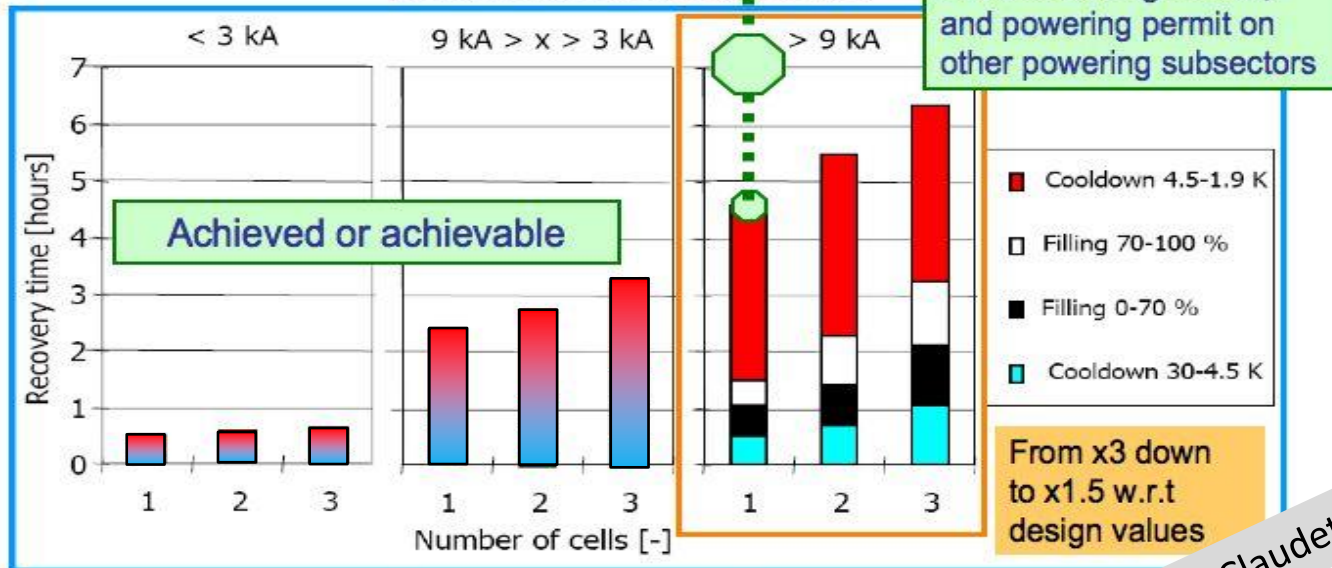 and powering permit on
other powering subsectors
< 3 kA
9 kA > x > 3 kA
> 9 kA
Recovery time [hours]
7
6
5
4
3
2
1
0
Achieved or achievable
1 2 3
1 2 3
1 2 3
Number of cells [-]
Cooldown 4.5-1.9 K
Filling 70-100 %
Filling 0-70 %
Cooldown 30-4.5 K
From x3 down
to x1.5 w.r.t
design values
Claudet